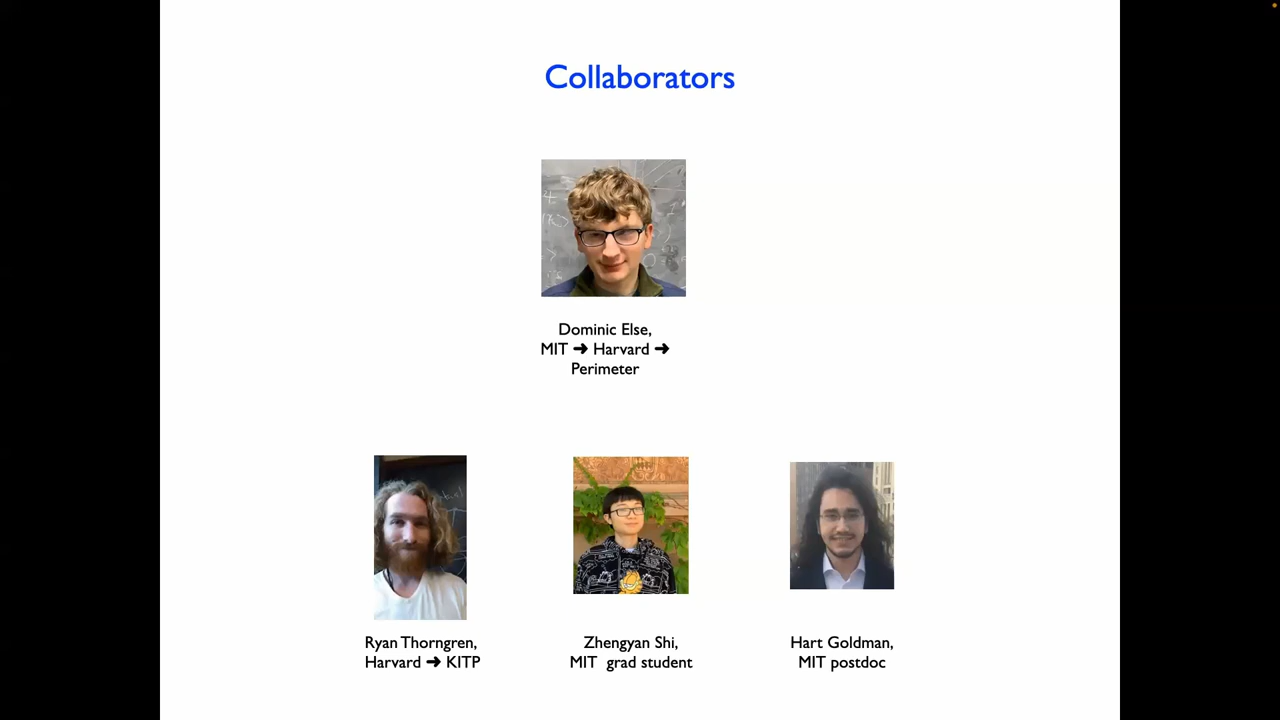 Collaborators
Dominic Else,
MIT ➜ Harvard ➜
Perimeter
Ryan Thorngren,
Harvard ➜ KITP
Zhengyan Shi,
MIT grad student
Hart Goldman,
MIT postdoc